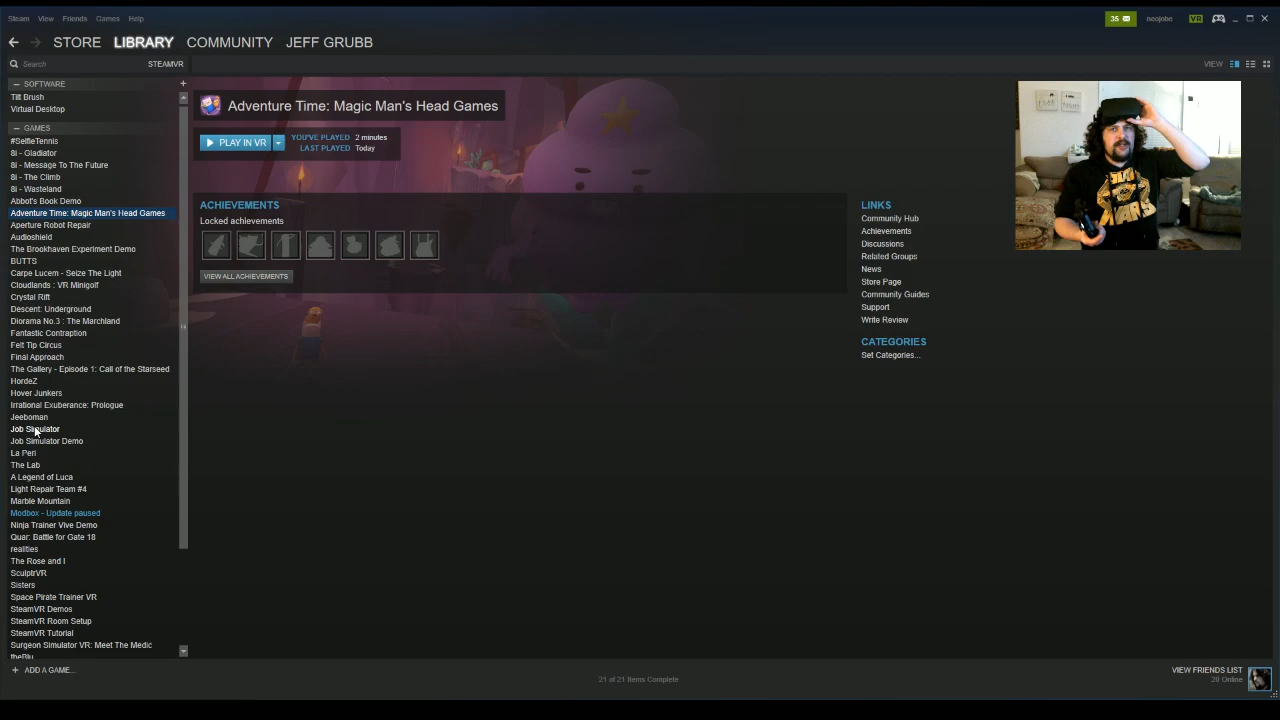 Steam View Friends Games Help
35 neojobe VR
STORE LIBRARY COMMUNITY JEFF GRUBB
Search STEAMVR VIEW
— SOFTWARE +
Tilt Brush
Virtual Desktop
— GAMES
#SelfieTennis
8i - Gladiator
8i - Message To The Future
8i - The Climb
8i - Wasteland
Abbot's Book Demo
Adventure Time: Magic Man's Head Games
Aperture Robot Repair
Audioshield
The Brookhaven Experiment Demo
BUTTS
Carpe Lucem - Seize The Light
Cloudlands : VR Minigolf
Crystal Rift
Descent: Underground
Diorama No.3 : The Marchland
Fantastic Contraption
Felt Tip Circus
Final Approach
The Gallery - Episode 1: Call of the Starseed
HordeZ
Hover Junkers
Irrational Exuberance: Prologue
Jeeboman
Job Simulator
Job Simulator Demo
La Peri
The Lab
A Legend of Luca
Light Repair Team #4
Marble Mountain
Modbox - Update paused
Ninja Trainer Vive Demo
Quar: Battle for Gate 18
realities
The Rose and I
SculptrVR
Sisters
Space Pirate Trainer VR
SteamVR Demos
SteamVR Room Setup
SteamVR Tutorial
Surgeon Simulator VR: Meet The Medic
theBlu
+ ADD A GAME...
Adventure Time: Magic Man's Head Games
PLAY IN VR
YOU'VE PLAYED 2 minutes
LAST PLAYED Today
ACHIEVEMENTS
Locked achievements
VIEW ALL ACHIEVEMENTS
LINKS
Community Hub
Achievements
Discussions
Related Groups
News
Store Page
Community Guides
Support
Write Review
CATEGORIES
Set Categories...
STAR
WARS
21 of 21 Items Complete
VIEW FRIENDS LIST
20 Online